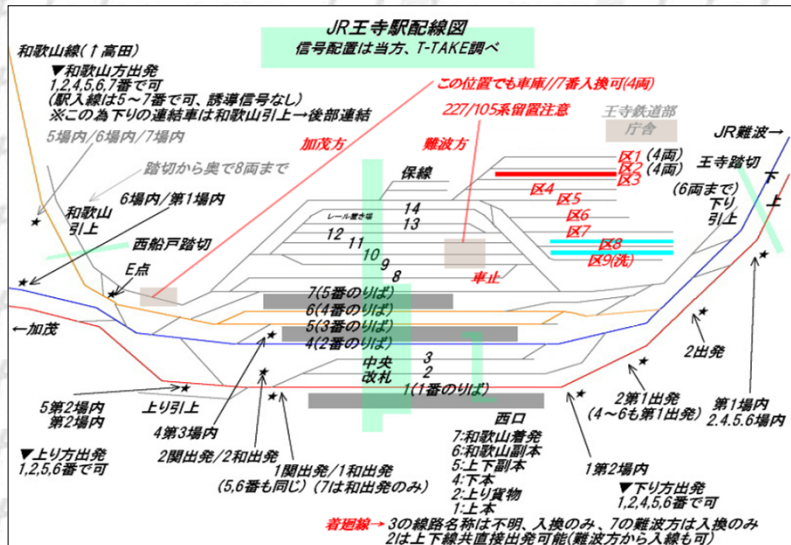 JR王寺駅配線図
信号配置は当方、T-TAKE調べ
和歌山線(↑高田)
▼和歌山方出発
1,2,4,5,6,7番で可
(駅入線は5～7番で可、誘導信号なし)
※この為下りの連結車は和歌山引上→後部連結
5場内/6場内/7場内
踏切から奥で8両まで
6場内/第1場内
和歌山
引上
西船戸踏切
E点
←加茂
この位置でも車庫//7番入換可(4両)
227/105系留置注意
加茂方
難波方
王寺鉄道部
庁舎
JR難波→
王寺踏切
下
上
保線
区1(4両)
区2(4両)
区3
区4
区5
区6
区7
区8
区9(洗)
(6両まで)
下り
引上
レール置き場
14
13
12
11
10
9
8
車止
7(5番のりば)
6(4番のりば)
5(3番のりば)
4(2番のりば)
3
2
中央
改札
1(1番のりば)
西口
5第2場内
第2場内
上り引上
4第3場内
2関出発/2和出発
1関出発/1和出発
(5,6番も同じ)(7は和出発のみ)
▼上り方出発
1,2,5,6番で可
2出発
2第1出発
(4～6も第1出発)
第1場内
2.4.5.6場内
1第2場内
▼下り方出発
1,2,4,5,6番で可
7:和歌山着発
6:和歌山副本
5:上下副本
4:下本
2:上り貨物
1:上本
着廻線→3の線路名称は不明、入換のみ、7の難波方は入換のみ
2は上下線共直接出発可能(難波方から入線も可)